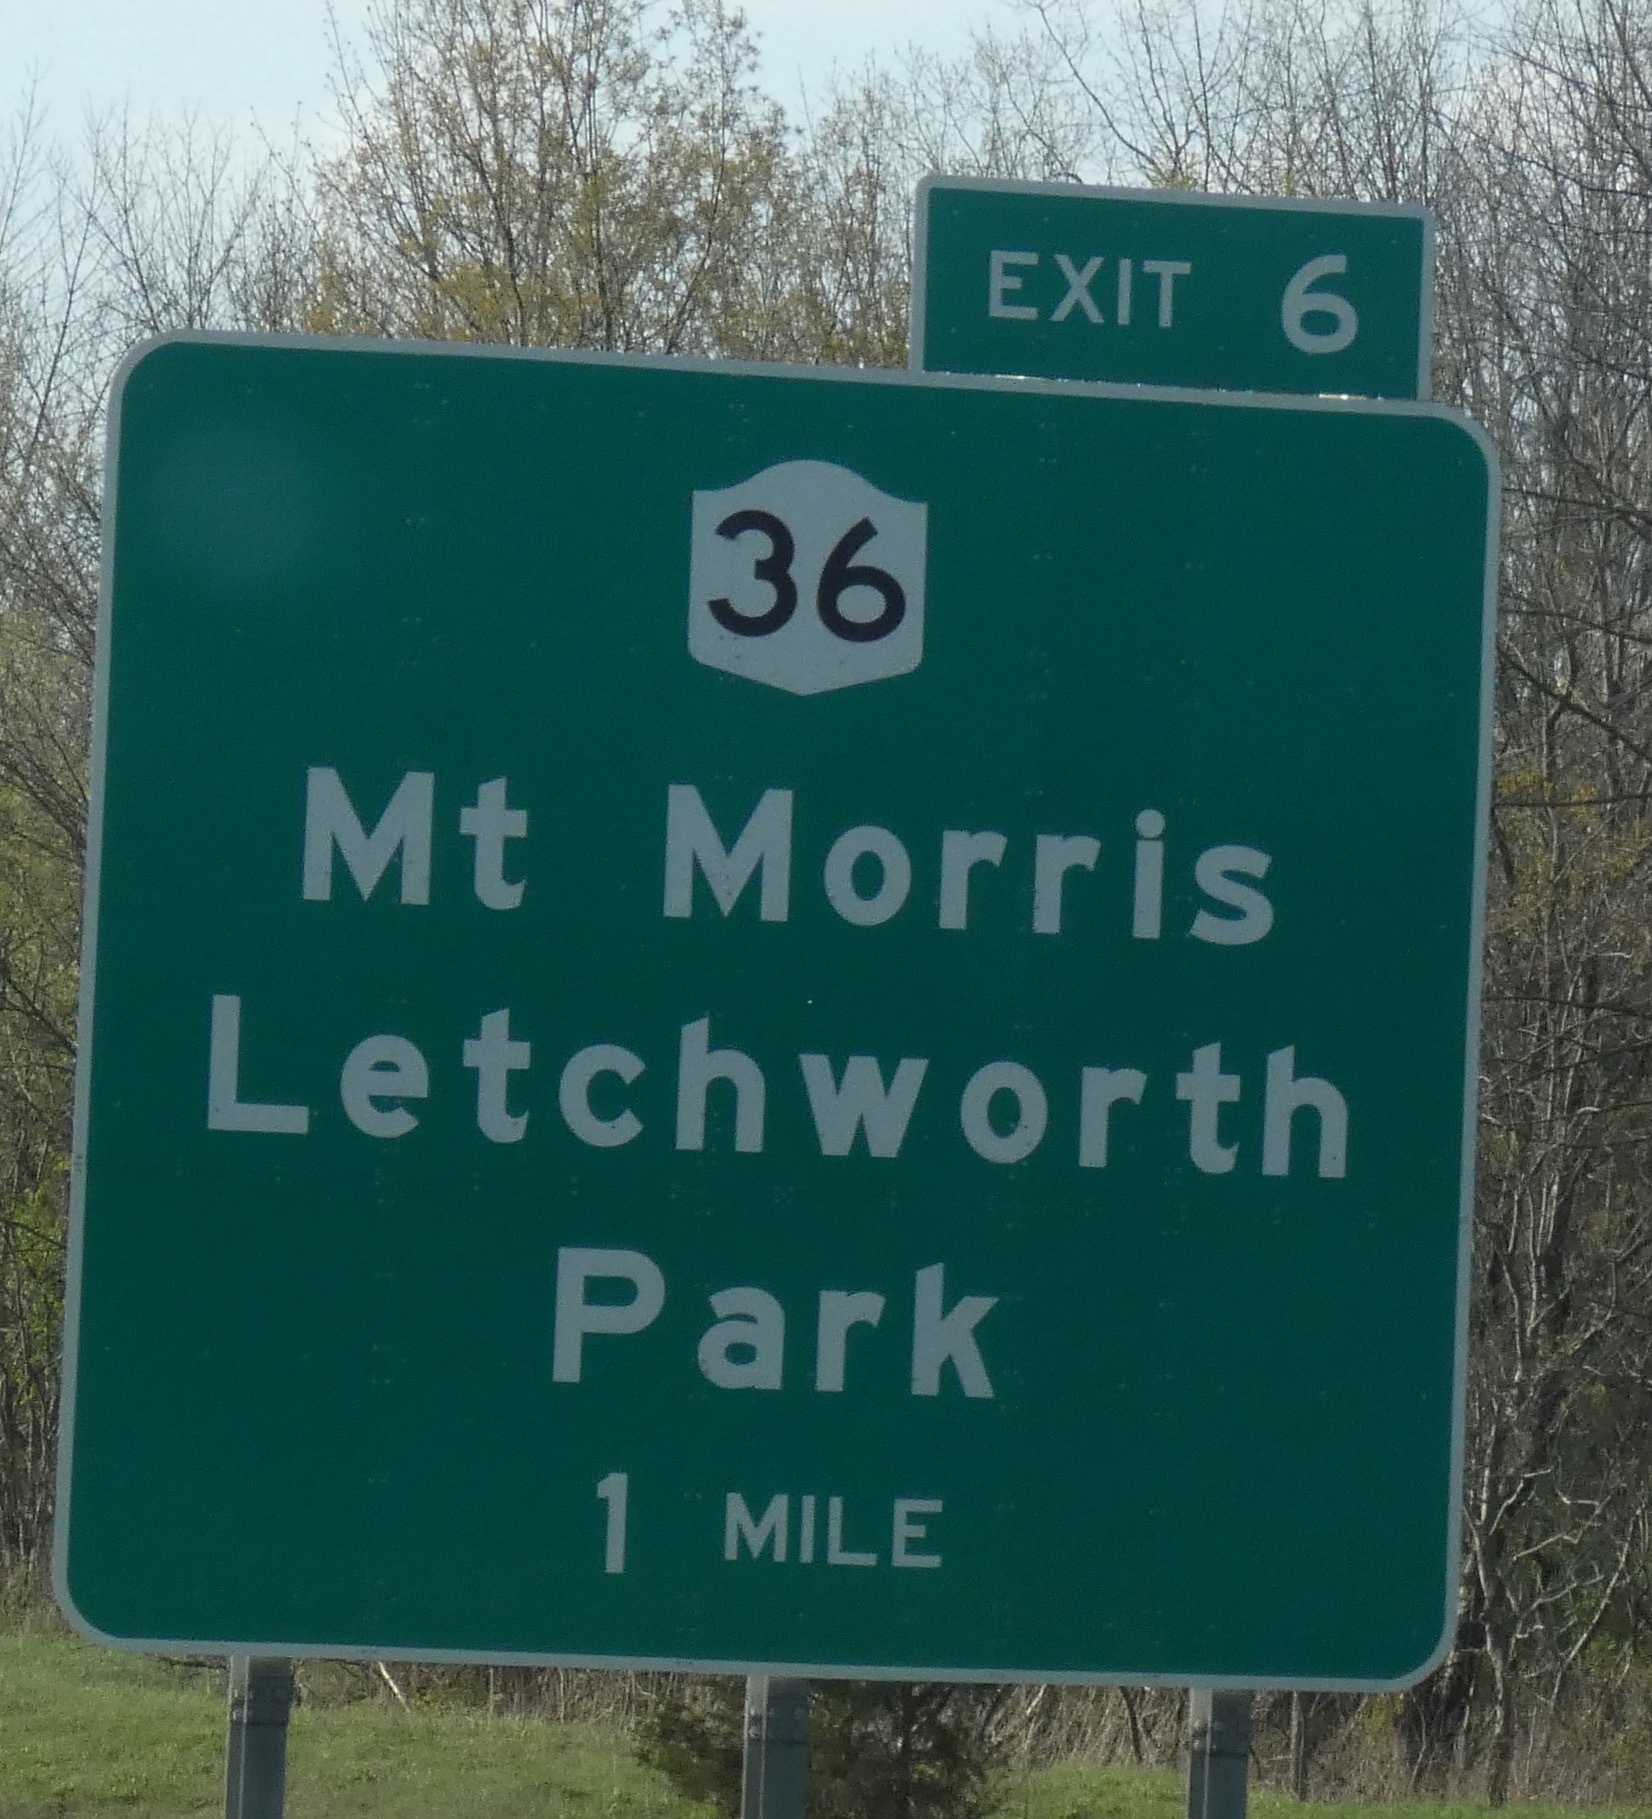 EXIT 6
36
Mt Morris
Letchworth
Park
1 MILE